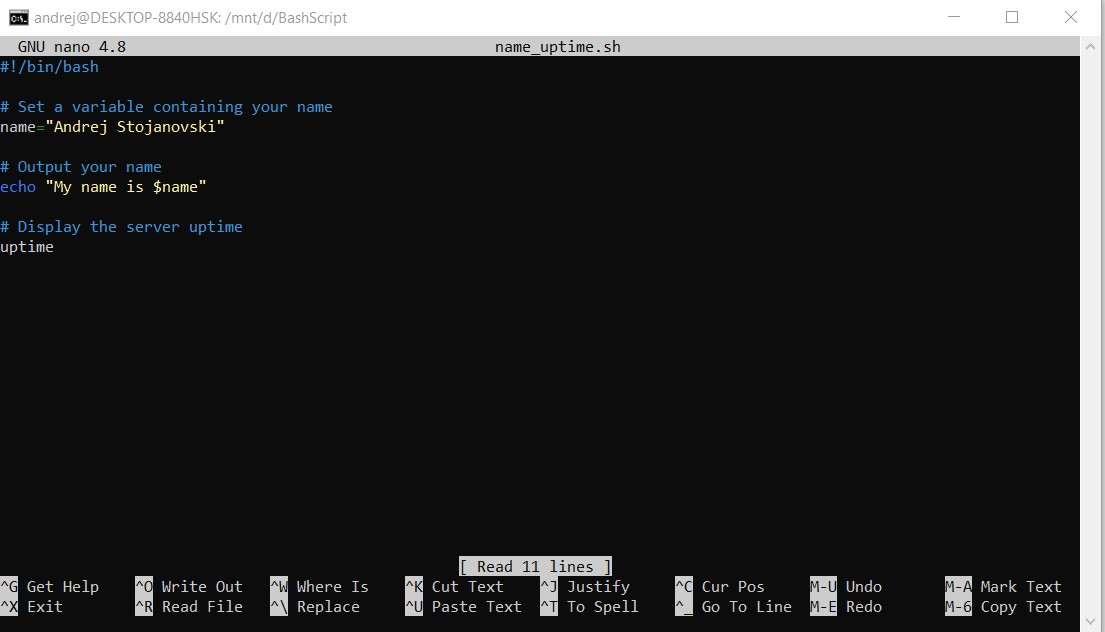 andrej@DESKTOP-8840HSK: /mnt/d/BashScript
GNU nano 4.8 name_uptime.sh
#!/bin/bash
# Set a variable containing your name
name="Andrej Stojanovski"
# Output your name
echo "My name is $name"
# Display the server uptime
uptime
[ Read 11 lines ]
^G Get Help ^O Write Out ^W Where Is ^K Cut Text ^J Justify ^C Cur Pos M-U Undo M-A Mark Text
^X Exit ^R Read File ^\ Replace ^U Paste Text ^T To Spell ^_ Go To Line M-E Redo M-6 Copy Text